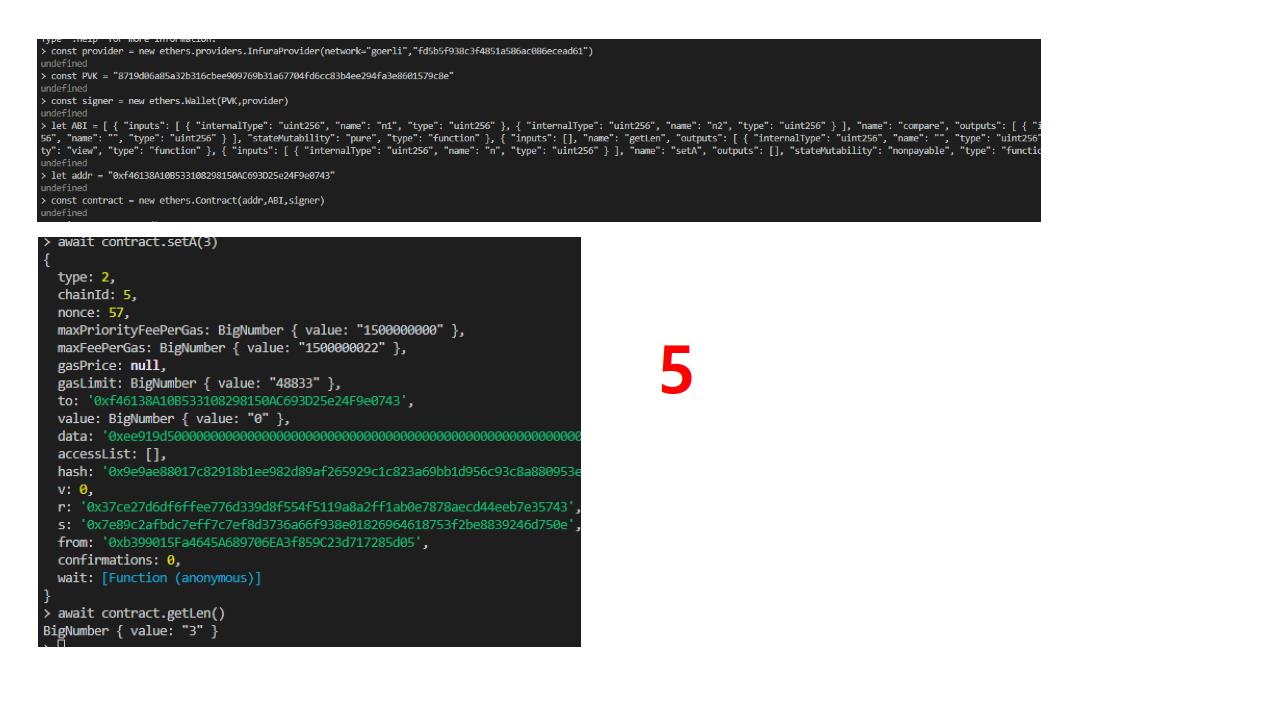 Type ".help" for more information.
> const provider = new ethers.providers.InfuraProvider(network="goerli","fd5b5f938c3f4851a586ac086ecead61")
undefined
> const PVK = "8719d06a85a32b316cbee909769b31a67704fd6cc83b4ee294fa3e8601579c8e"
undefined
> const signer = new ethers.Wallet(PVK,provider)
undefined
> let ABI = [ { "inputs": [ { "internalType": "uint256", "name": "n1", "type": "uint256" }, { "internalType": "uint256", "name": "n2", "type": "uint256" } ], "name": "compare", "outputs": [ { "i
56", "name": "", "type": "uint256" } ], "stateMutability": "pure", "type": "function" }, { "inputs": [], "name": "getLen", "outputs": [ { "internalType": "uint256", "name": "", "type": "uint256"
ty": "view", "type": "function" }, { "inputs": [ { "internalType": "uint256", "name": "n", "type": "uint256" } ], "name": "setA", "outputs": [], "stateMutability": "nonpayable", "type": "functio
undefined
> let addr = "0xf46138A10B533108298150AC693D25e24F9e0743"
undefined
> const contract = new ethers.Contract(addr,ABI,signer)
undefined
> await contract.setA(3)
{
type: 2,
chainId: 5,
nonce: 57,
maxPriorityFeePerGas: BigNumber { value: "1500000000" },
maxFeePerGas: BigNumber { value: "1500000022" },
gasPrice: null,
gasLimit: BigNumber { value: "48833" },
to: '0xf46138A10B533108298150AC693D25e24F9e0743',
value: BigNumber { value: "0" },
data: '0xee919d50000000000000000000000000000000000000000000000000000000
accessList: [],
hash: '0x9e9ae88017c82918b1ee982d89af265929c1c823a69bb1d956c93c8a880953e
v: 0,
r: '0x37ce27d6df6ffee776d339d8f554f5119a8a2ff1ab0e7878aecd44eeb7e35743',
s: '0x7e89c2afbdc7eff7c7ef8d3736a66f938e01826964618753f2be8839246d750e',
from: '0xb399015Fa4645A689706EA3f859C23d717285d05',
confirmations: 0,
wait: [Function (anonymous)]
}
> await contract.getLen()
BigNumber { value: "3" }
5